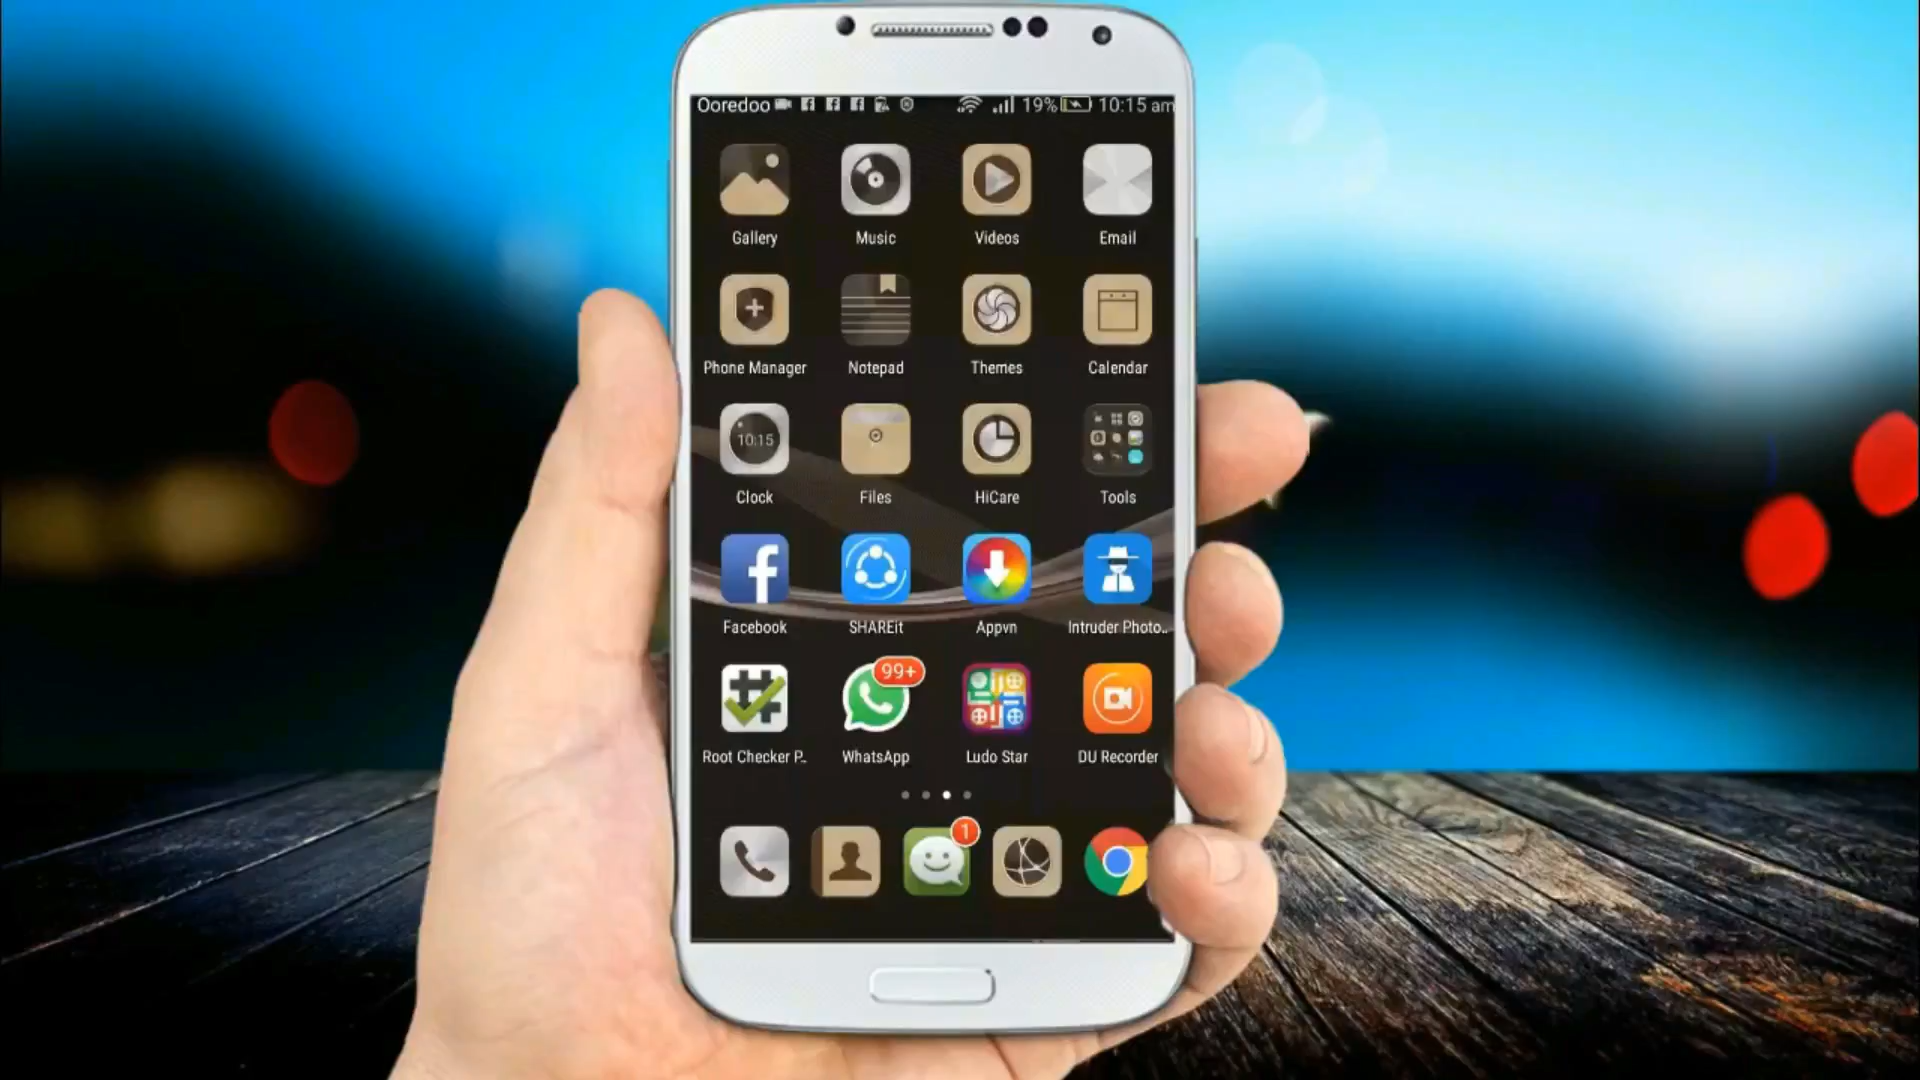 Ooredoo 19% 10:15 am
Gallery Music Videos Email
Phone Manager Notepad Themes Calendar
10:15
Clock Files HiCare Tools
Facebook SHAREit Appvn Intruder Photo..
99+
Root Checker P.. WhatsApp Ludo Star DU Recorder
1